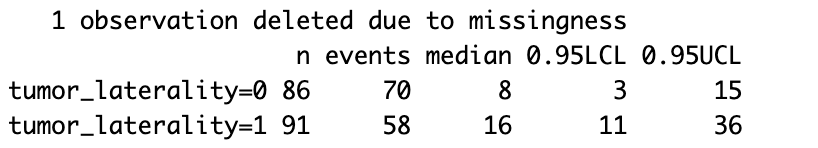 1 observation deleted due to missingness
n events median 0.95LCL 0.95UCL
tumor_laterality=0 86 70 8 3 15
tumor_laterality=1 91 58 16 11 36